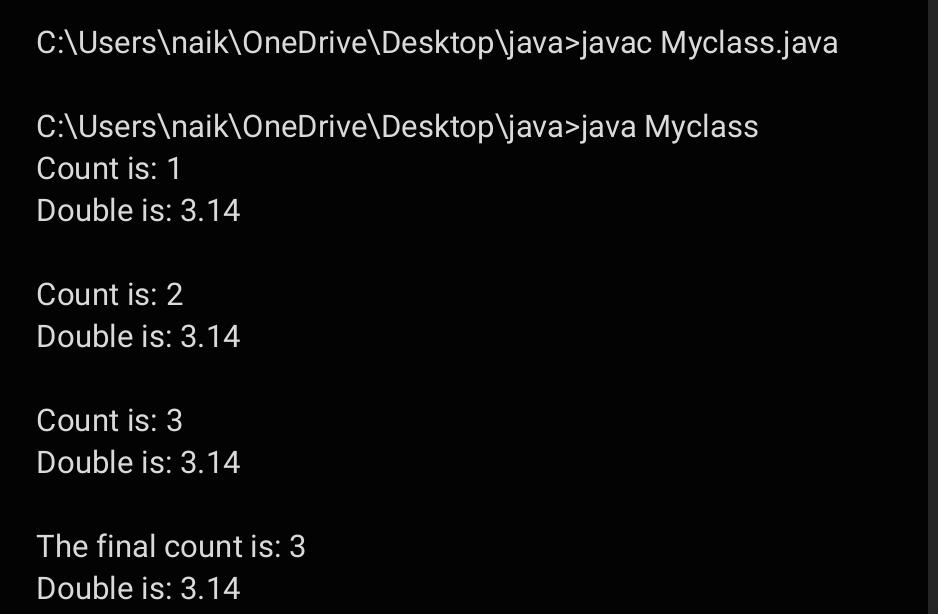 C:\Users\naik\OneDrive\Desktop\java>javac Myclass.java
C:\Users\naik\OneDrive\Desktop\java>java Myclass
Count is: 1
Double is: 3.14
Count is: 2
Double is: 3.14
Count is: 3
Double is: 3.14
The final count is: 3
Double is: 3.14